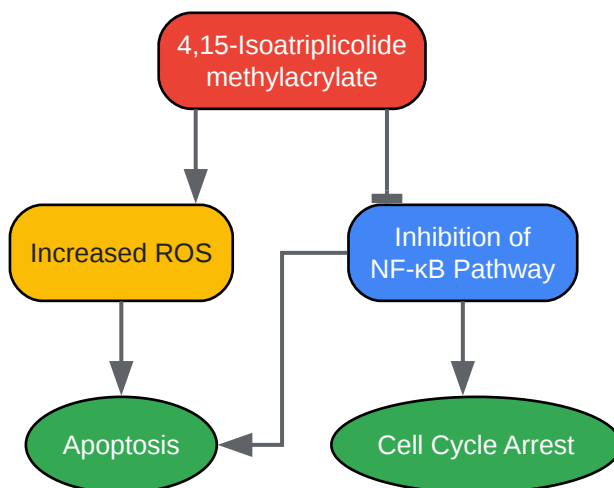 4,15-Isoatriplicolide
methylacrylate
Increased ROS
Inhibition of
NF-κB Pathway
Apoptosis
Cell Cycle Arrest